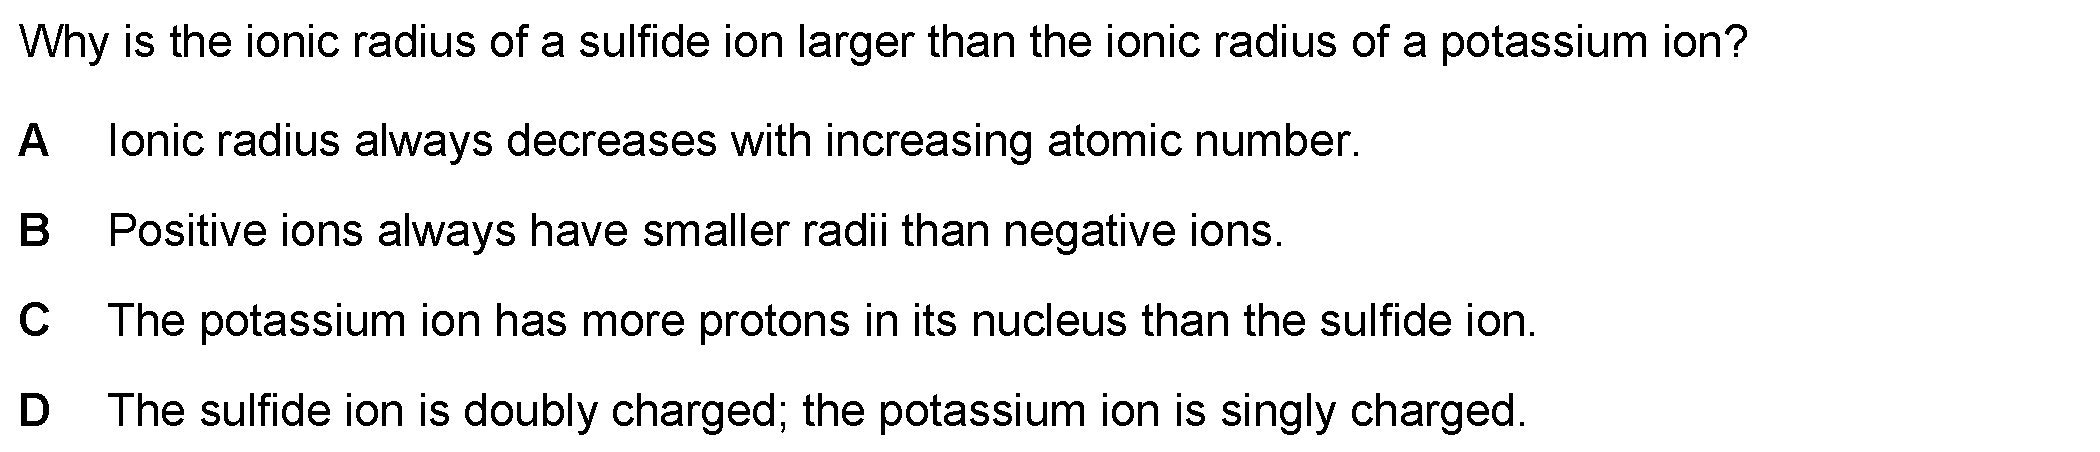 Why is the ionic radius of a sulfide ion larger than the ionic radius of a potassium ion?
A Ionic radius always decreases with increasing atomic number.
B Positive ions always have smaller radii than negative ions.
C The potassium ion has more protons in its nucleus than the sulfide ion.
D The sulfide ion is doubly charged; the potassium ion is singly charged.